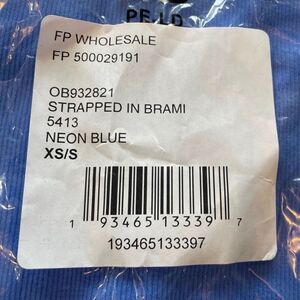 FP WHOLESALE
FP 500029191
OB932821
STRAPPED IN BRAMI
5413
NEON BLUE
XS/S
1 93465 13339 7
193465133397